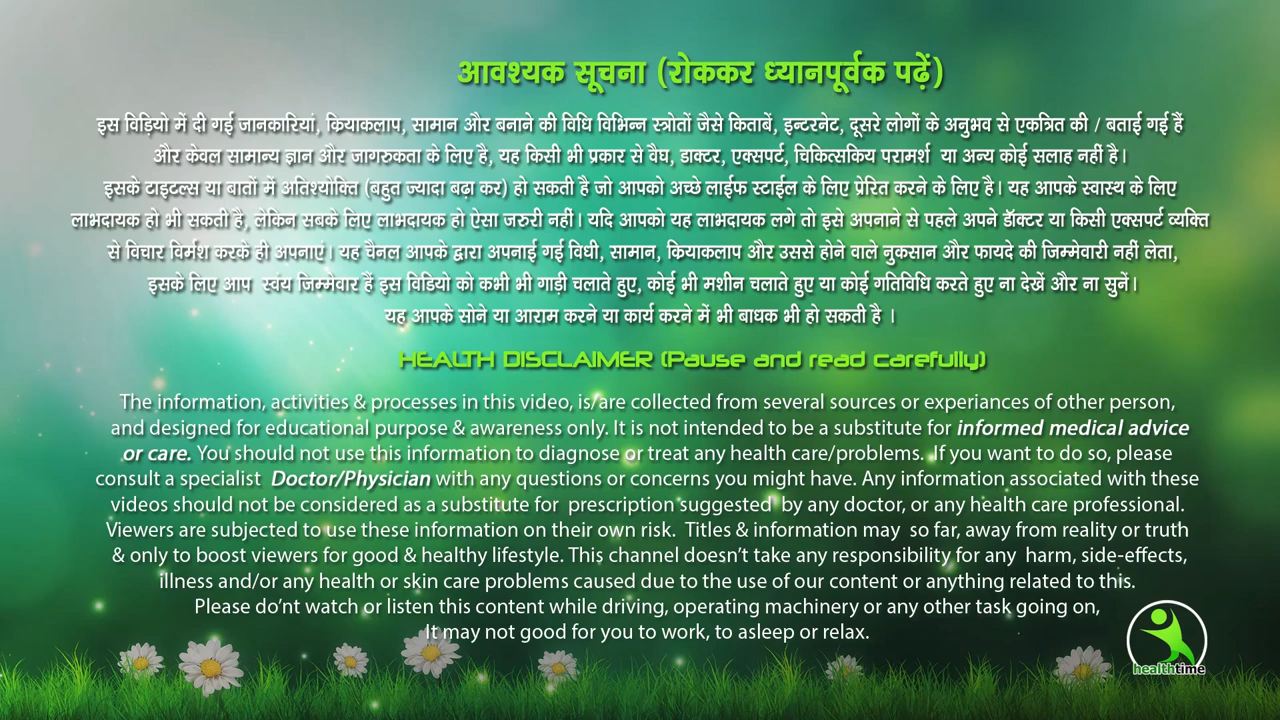 आवश्यक सूचना (रोककर ध्यानपूर्वक पढ़ें)
इस विड़ियो में दी गई जानकारियां, क्रियाकलाप, सामान और बनाने की विधि विभिन्न स्त्रोतों जैसे किताबें, इन्टरनेट, दूसरे लोगों के अनुभव से एकत्रित की / बताई गई हैं
और केवल सामान्य ज्ञान और जागरुकता के लिए है, यह किसी भी प्रकार से वैघ, डाक्टर, एक्सपर्ट, चिकित्सकिय परामर्श या अन्य कोई सलाह नहीं है।
इसके टाइटल्स या बातों में अतिश्योक्ति (बहुत ज्यादा बढ़ा कर) हो सकती है जो आपको अच्छे लाईफ स्टाईल के लिए प्रेरित करने के लिए है। यह आपके स्वास्थ के लिए
लाभदायक हो भी सकती है, लेकिन सबके लिए लाभदायक हो ऐसा जरुरी नहीं। यदि आपको यह लाभदायक लगे तो इसे अपनाने से पहले अपने डॅाक्टर या किसी एक्सपर्ट व्यक्ति
से विचार विर्मश करके ही अपनाएं। यह चैनल आपके द्वारा अपनाई गई विधी, सामान, क्रियाकलाप और उससे होने वाले नुकसान और फायदे की जिम्मेवारी नहीं लेता,
इसके लिए आप स्वंय जिम्मेवार हैं इस विडियो को कभी भी गाड़ी चलाते हुए, कोई भी मशीन चलाते हुए या कोई गतिविधि करते हुए ना देखें और ना सुनें।
यह आपके सोने या आराम करने या कार्य करने में भी बाधक भी हो सकती है ।
HEALTH DISCLAIMER (Pause and read carefully)
The information, activities & processes in this video, is/are collected from several sources or experiances of other person,
and designed for educational purpose & awareness only. It is not intended to be a substitute for informed medical advice
or care. You should not use this information to diagnose or treat any health care/problems. If you want to do so, please
consult a specialist Doctor/Physician with any questions or concerns you might have. Any information associated with these
videos should not be considered as a substitute for prescription suggested by any doctor, or any health care professional.
Viewers are subjected to use these information on their own risk. Titles & information may so far, away from reality or truth
& only to boost viewers for good & healthy lifestyle. This channel doesn't take any responsibility for any harm, side-effects,
illness and/or any health or skin care problems caused due to the use of our content or anything related to this.
Please do'nt watch or listen this content while driving, operating machinery or any other task going on,
It may not good for you to work, to asleep or relax.
healthtime